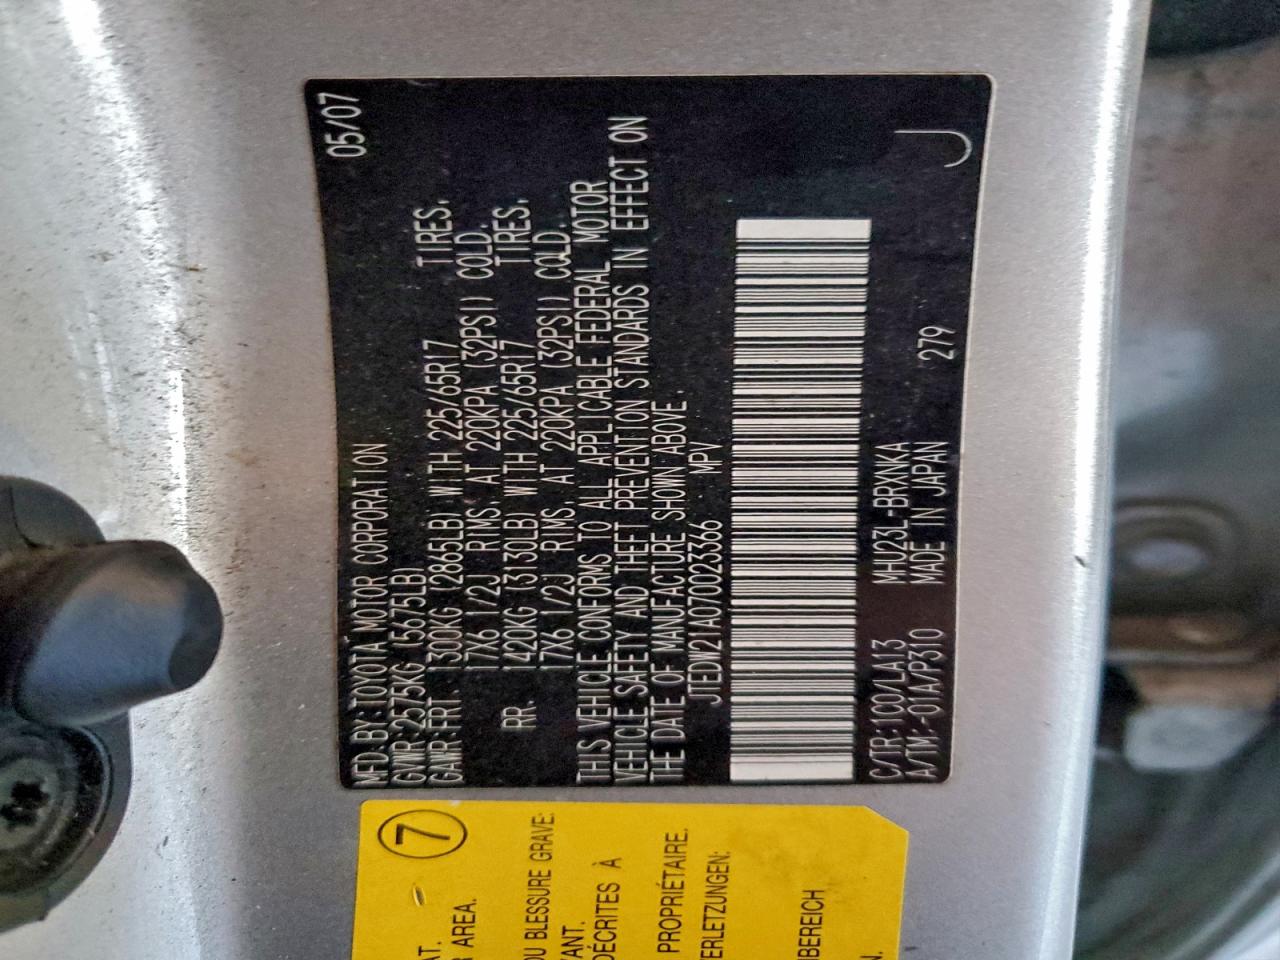 05/07
MFD.BY:TOYOTA MOTOR CORPORATION
GVWR 2575KG (5675LB)
GAWR FRT. 1300KG (2865LB) WITH 225/65R17 TIRES.
17X6 1/2J RIMS, AT 220KPA (32PSI) COLD.
RR. 1420KG (3130LB) WITH 225/65R17 TIRES.
17X6 1/2J RIMS, AT 220KPA (32PSI) COLD.
THIS VEHICLE CONFORMS TO ALL APPLICABLE FEDERAL MOTOR
VEHICLE SAFETY AND THEFT PREVENTION STANDARDS IN EFFECT ON
THE DATE OF MANUFACTURE SHOWN ABOVE.
JTEDW21A070023366 MPV
C/TR:1C0/LA13 MHU23L-BRXNKA
A/TM:-01A/P310 MADE IN JAPAN 279
J
7
AT.
AREA.
OU BLESSURE GRAVE:
DÉCRITES À
PROPRIÉTAIRE.